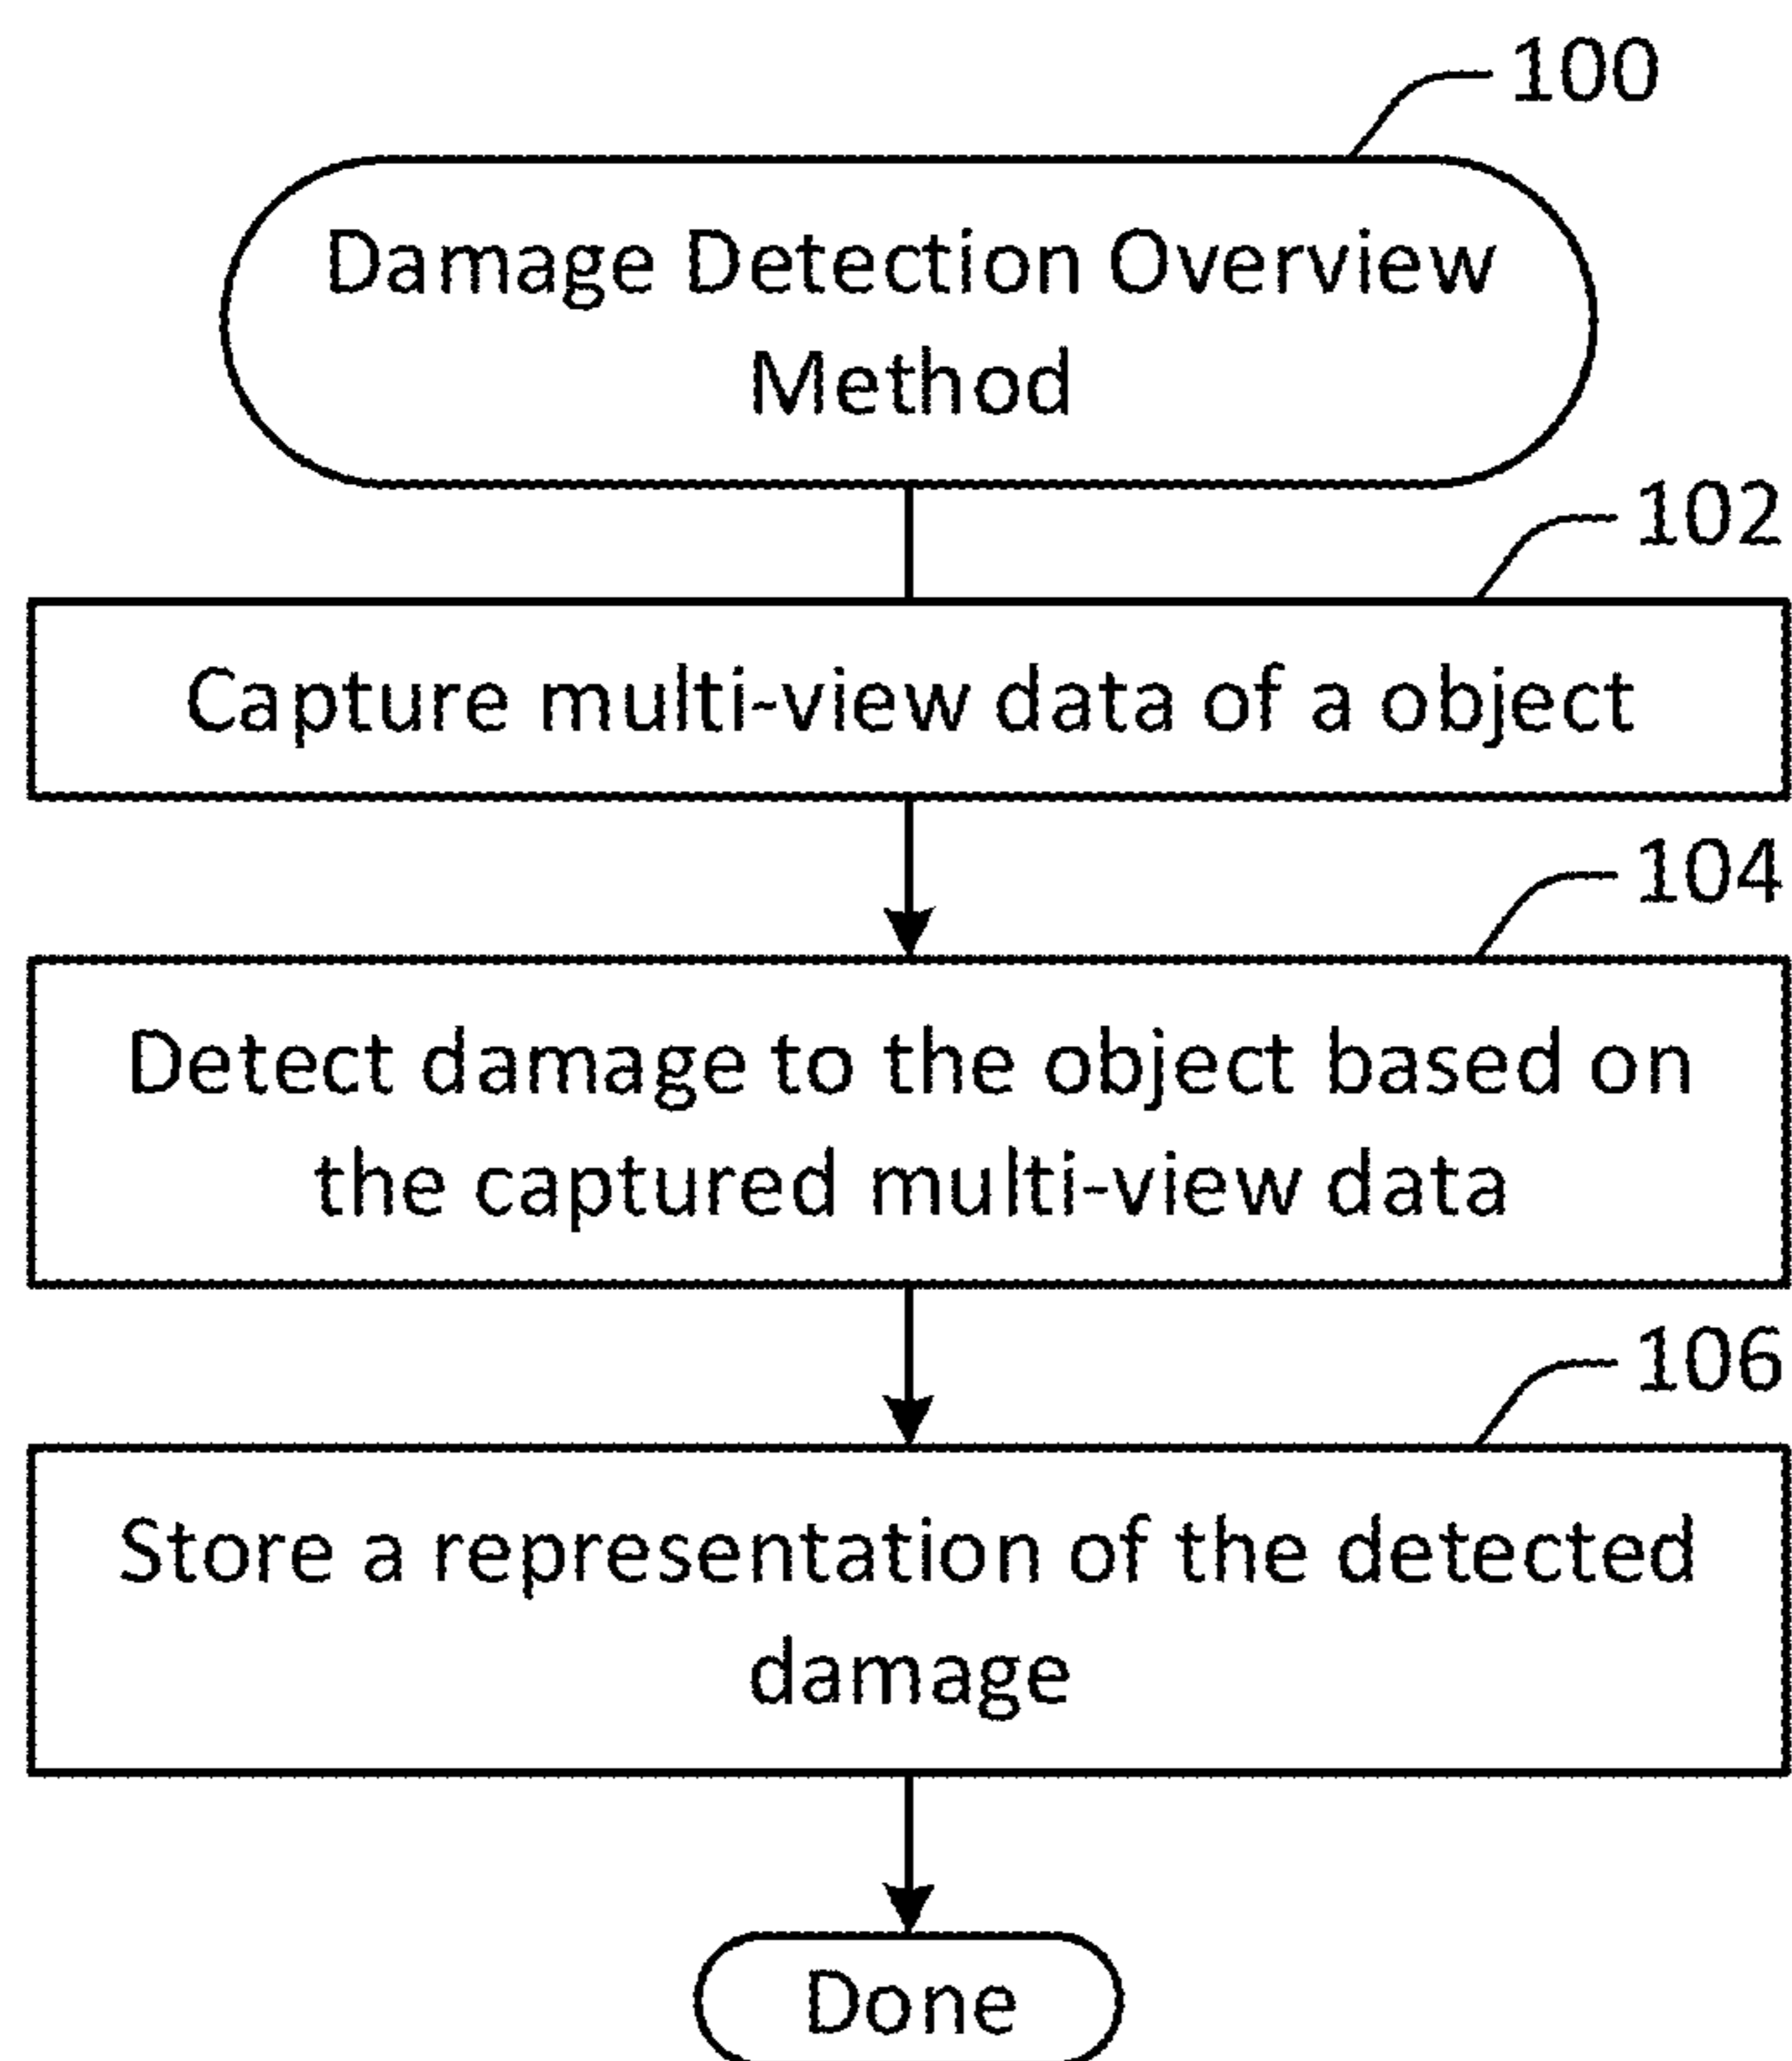 100
Damage Detection Overview
Method
102
Capture multi-view data of a object
104
Detect damage to the object based on
the captured multi-view data
106
Store a representation of the detected
damage
Done